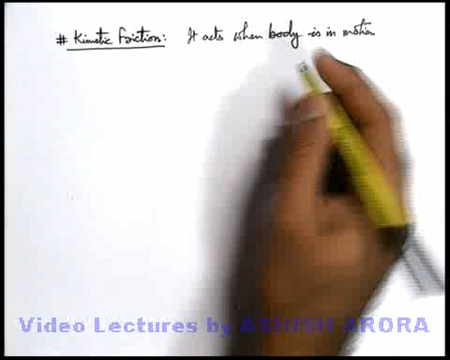 # Kinetic Friction: It acts when body is in motion
Video Lectures by ASHISH ARORA